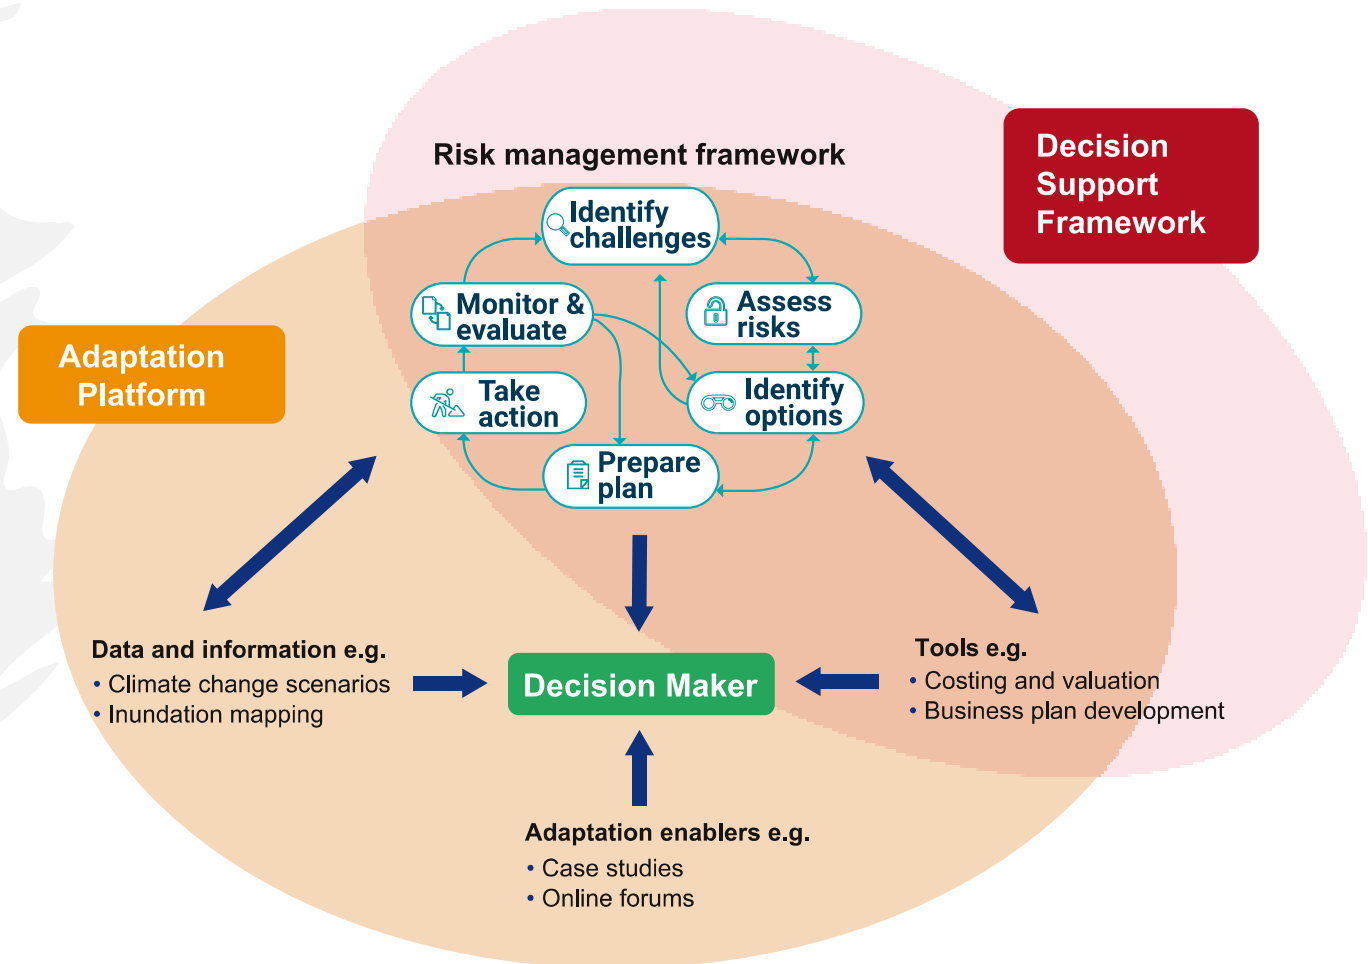 Risk management framework
Decision
Support
Framework
Identify
challenges
Monitor &
evaluate
Assess
risks
Adaptation
Platform
Take
action
Identify
options
Prepare
plan
Data and information e.g.
• Climate change scenarios
• Inundation mapping
Decision Maker
Tools e.g.
• Costing and valuation
• Business plan development
Adaptation enablers e.g.
• Case studies
• Online forums